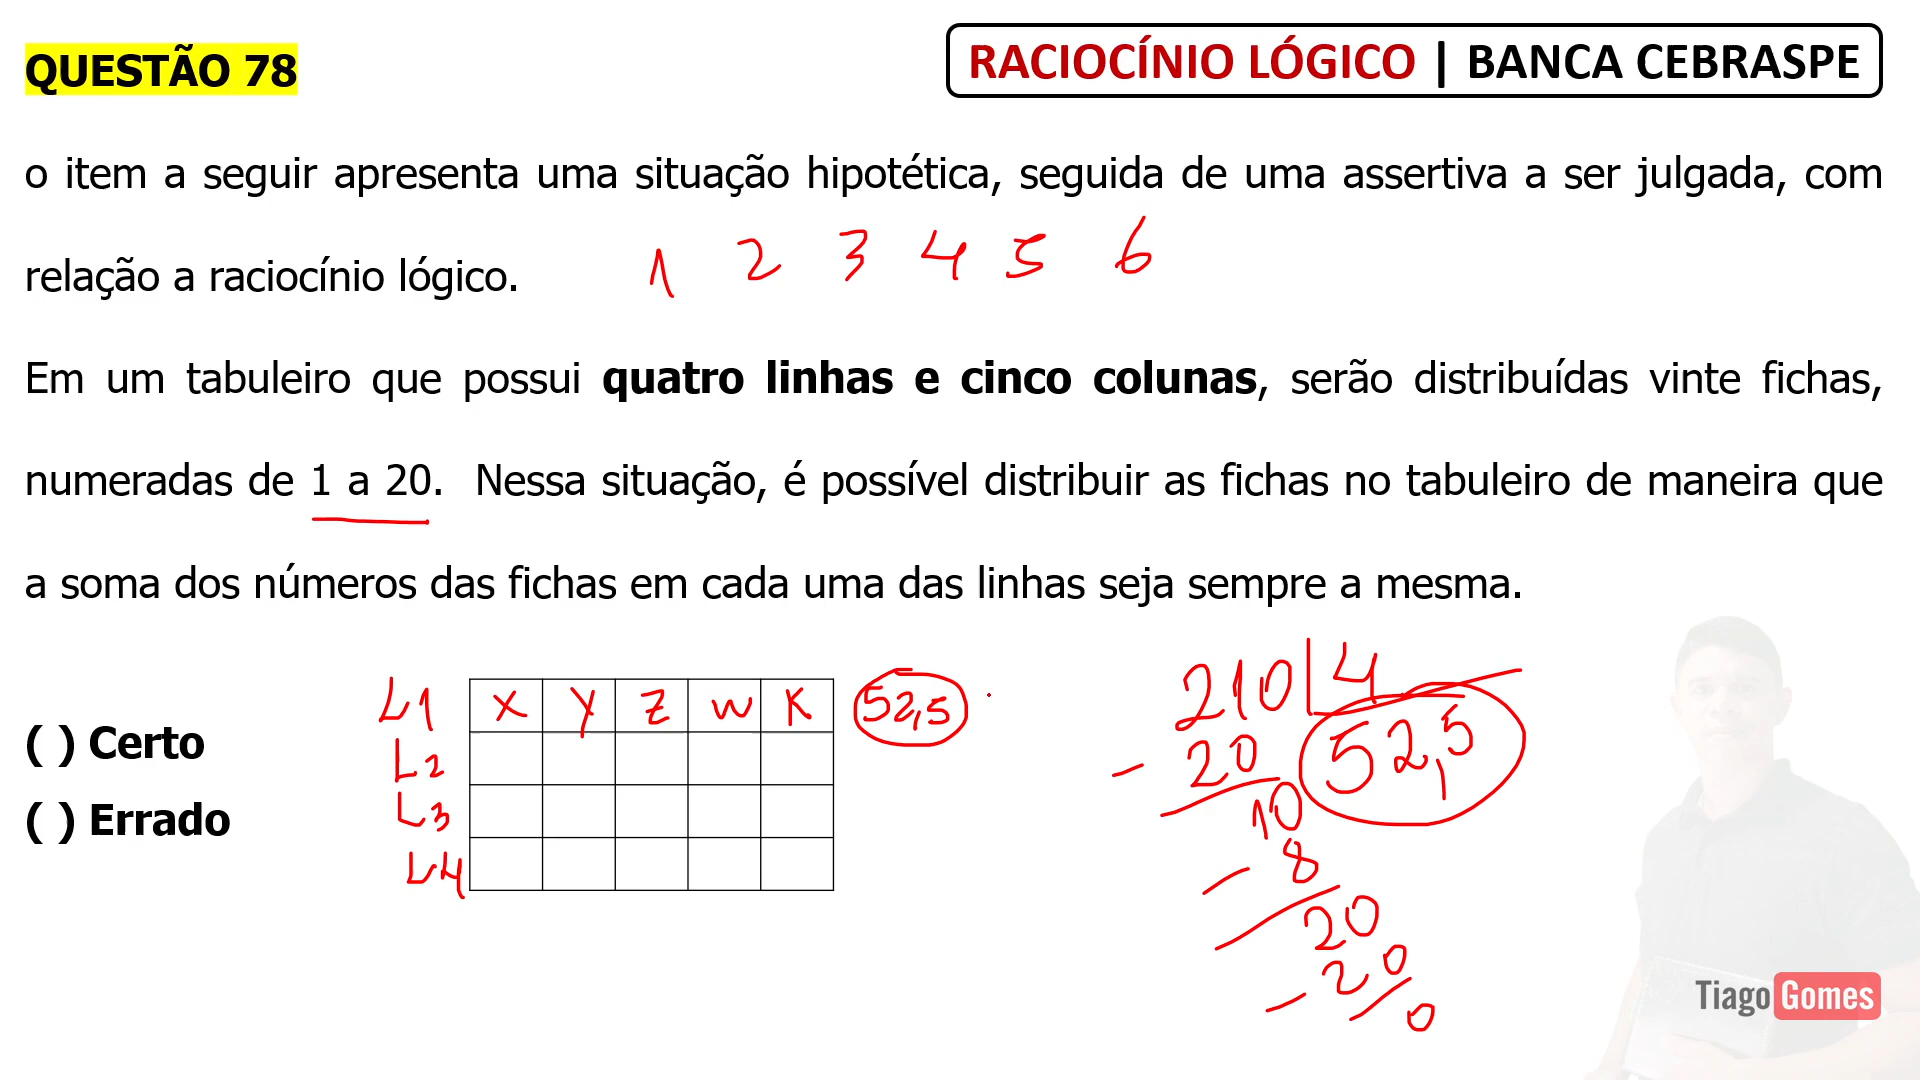 QUESTÃO 78
RACIOCÍNIO LÓGICO | BANCA CEBRASPE
o item a seguir apresenta uma situação hipotética, seguida de uma assertiva a ser julgada, com
relação a raciocínio lógico.
1 2 3 4 5 6
Em um tabuleiro que possui quatro linhas e cinco colunas, serão distribuídas vinte fichas,
numeradas de 1 a 20. Nessa situação, é possível distribuir as fichas no tabuleiro de maneira que
a soma dos números das fichas em cada uma das linhas seja sempre a mesma.
( ) Certo
( ) Errado
L1 X Y Z W K 52,5
L2
L3
L4
210 4
- 20 52,5
10
- 8
20
- 20
0
Tiago Gomes